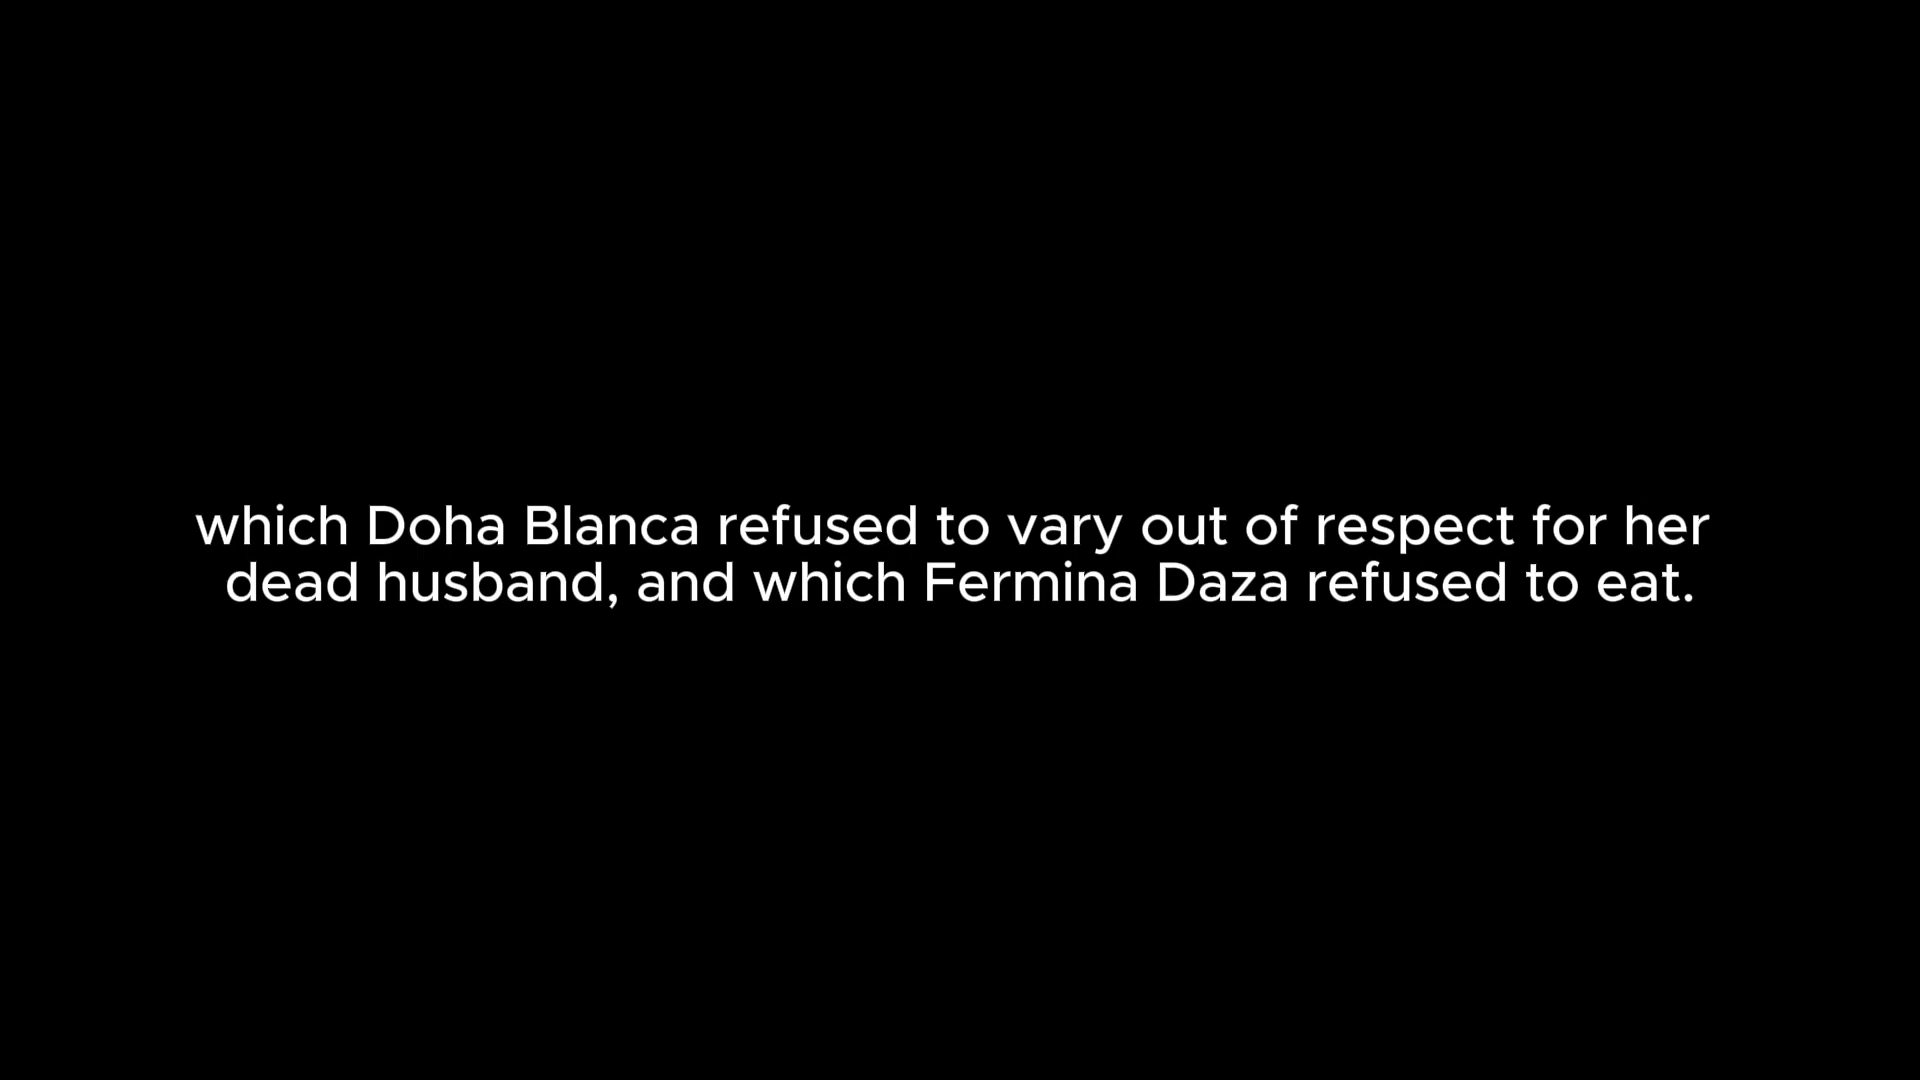 which Doha Blanca refused to vary out of respect for her
dead husband, and which Fermina Daza refused to eat.